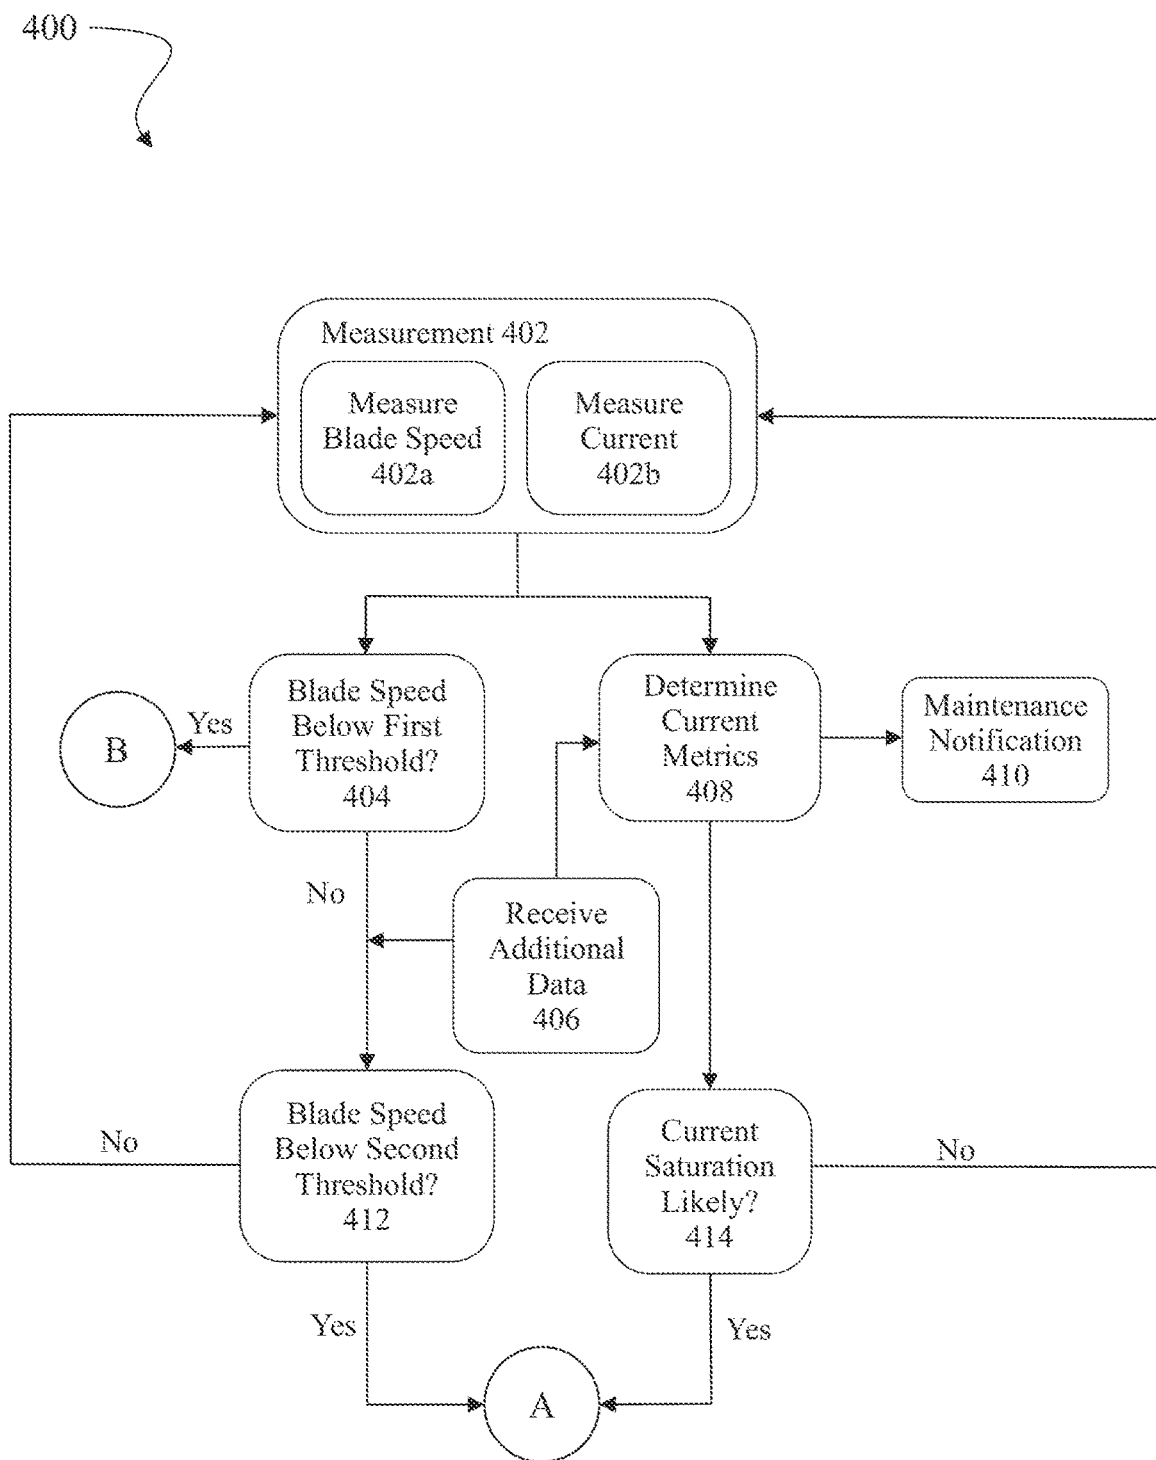 400
Measurement 402
Measure
Blade Speed
402a
Measure
Current
402b
Blade Speed
Below First
Threshold?
404
Determine
Current
Metrics
408
Maintenance
Notification
410
Yes
B
No
Receive
Additional
Data
406
Blade Speed
Below Second
Threshold?
412
No
Current
Saturation
Likely?
414
No
Yes
Yes
A